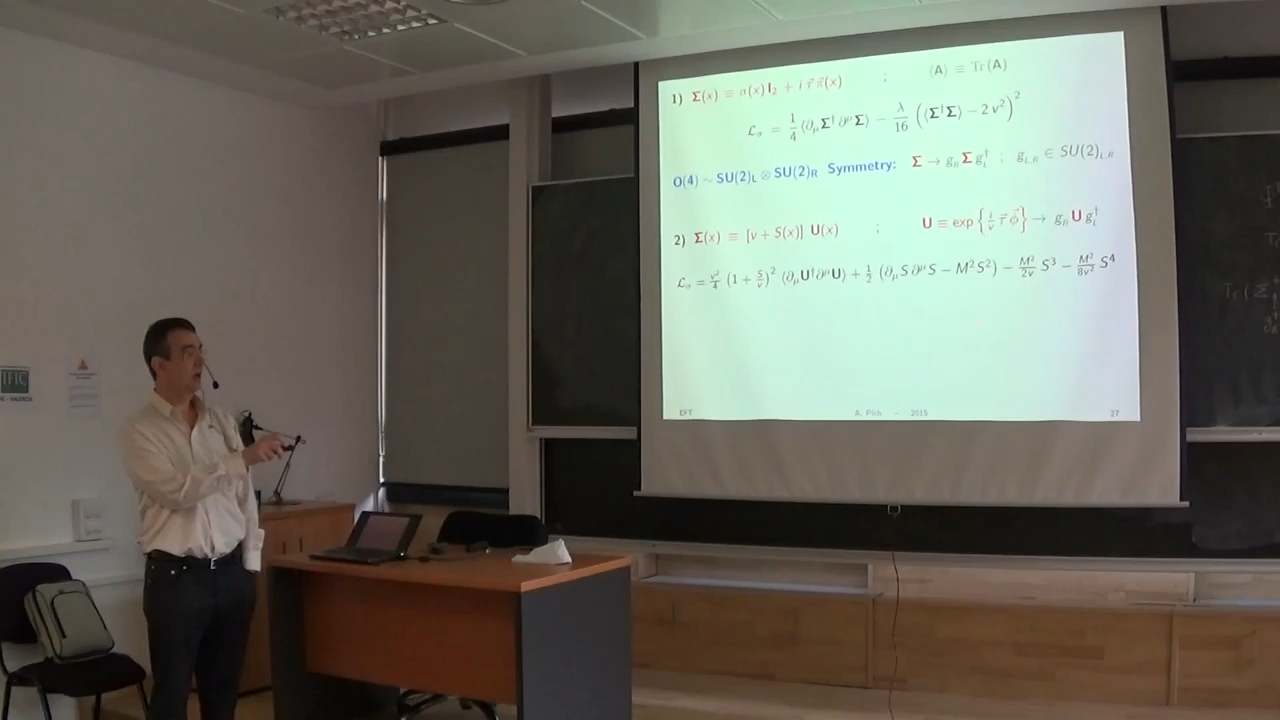 1) Σ(x) ≡ σ(x) I₂ + i τ⃗ π⃗(x) ; ⟨A⟩ ≡ Tr(A)
ℒ_σ = 1/4 ⟨∂_μ Σ† ∂^μ Σ⟩ − λ/16 (⟨Σ†Σ⟩ − 2 v²)²
O(4) ∼ SU(2)_L ⊗ SU(2)_R Symmetry: Σ → g_R Σ g_L† ; g_{L,R} ∈ SU(2)_{L,R}
2) Σ(x) ≡ [v + S(x)] U(x) ; U ≡ exp{i/v τ⃗ φ⃗} → g_R U g_L†
ℒ_σ = v²/4 (1 + S/v)² ⟨∂_μ U† ∂^μ U⟩ + 1/2 (∂_μ S ∂^μ S − M² S²) − M²/2v S³ − M²/8v² S⁴
EFT A. Pich – 2015 27
IFIC
Tr(Σ